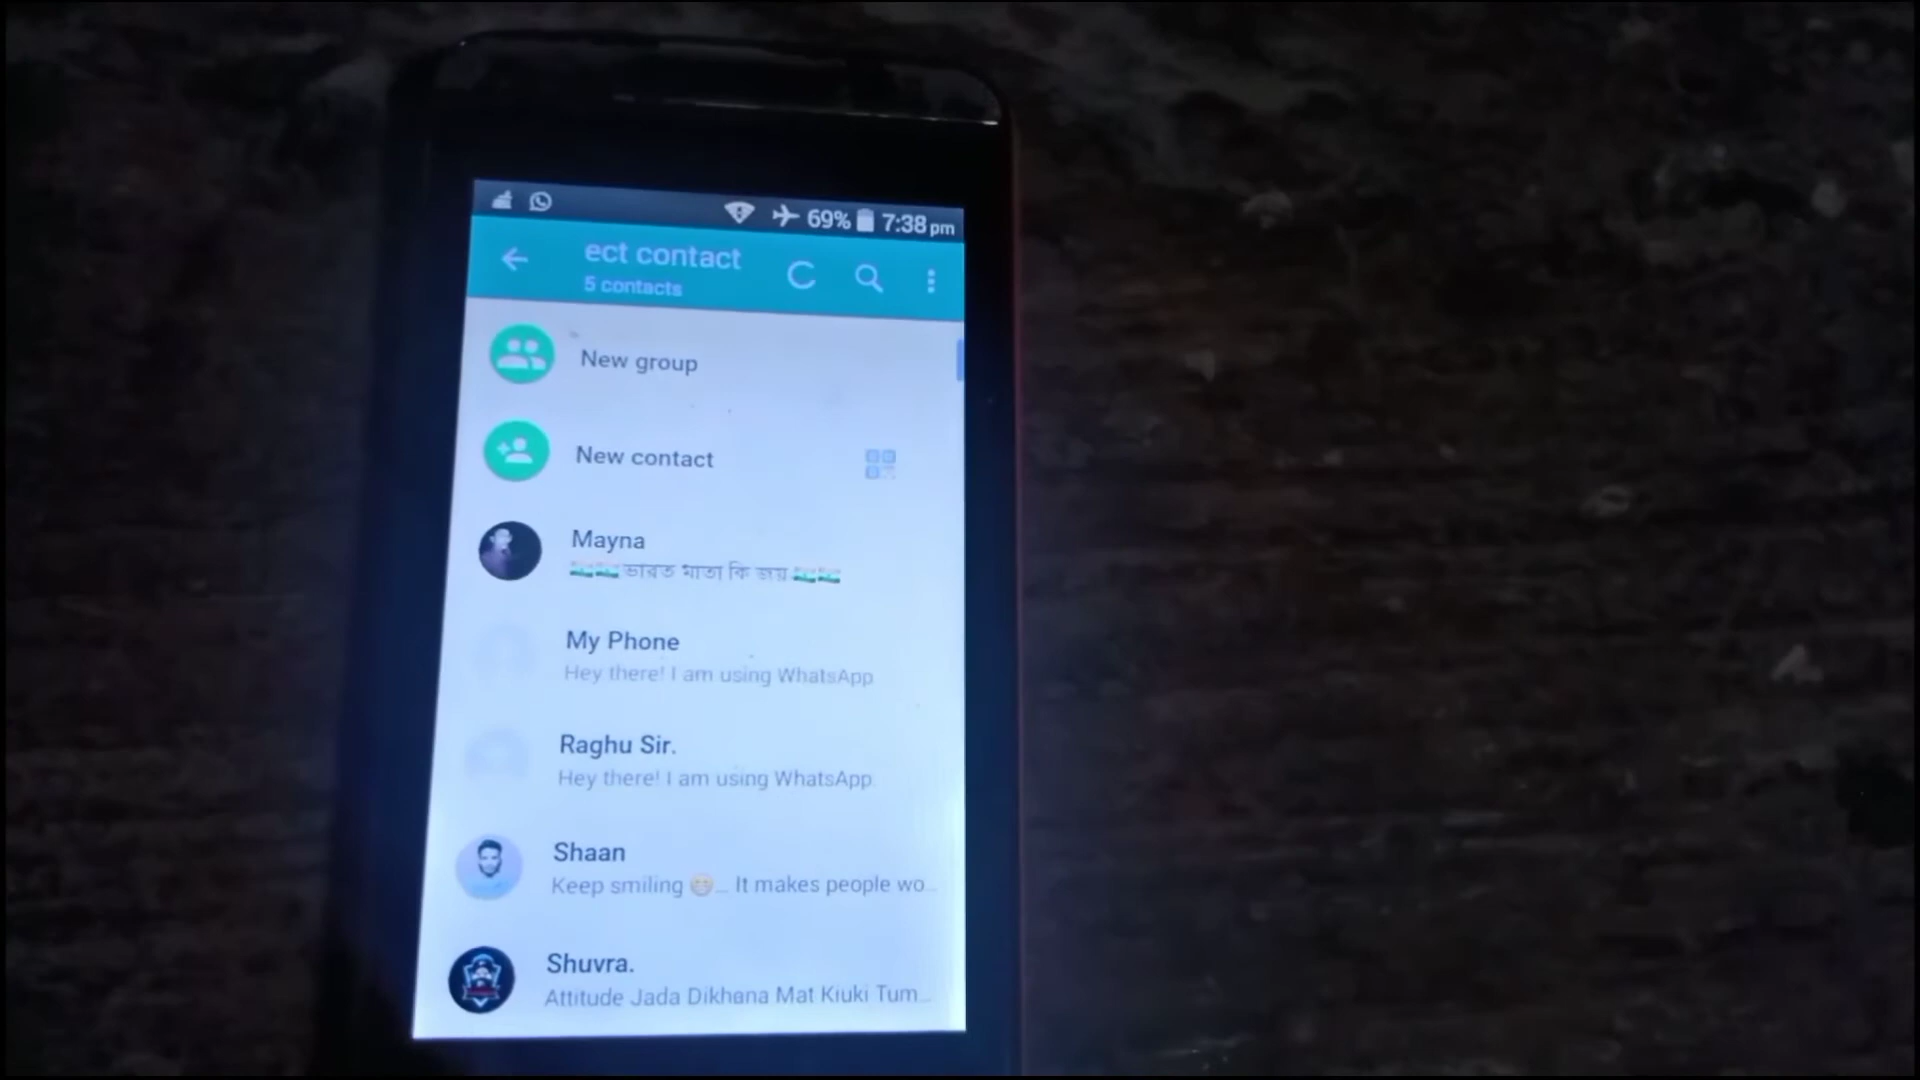 69% 7:38 pm
ect contact
5 contacts
New group
New contact
Mayna
ভারত মাতা কি জয়
My Phone
Hey there! I am using WhatsApp
Raghu Sir.
Hey there! I am using WhatsApp
Shaan
Keep smiling 😁... It makes people wo...
Shuvra.
Attitude Jada Dikhana Mat Kiuki Tum...